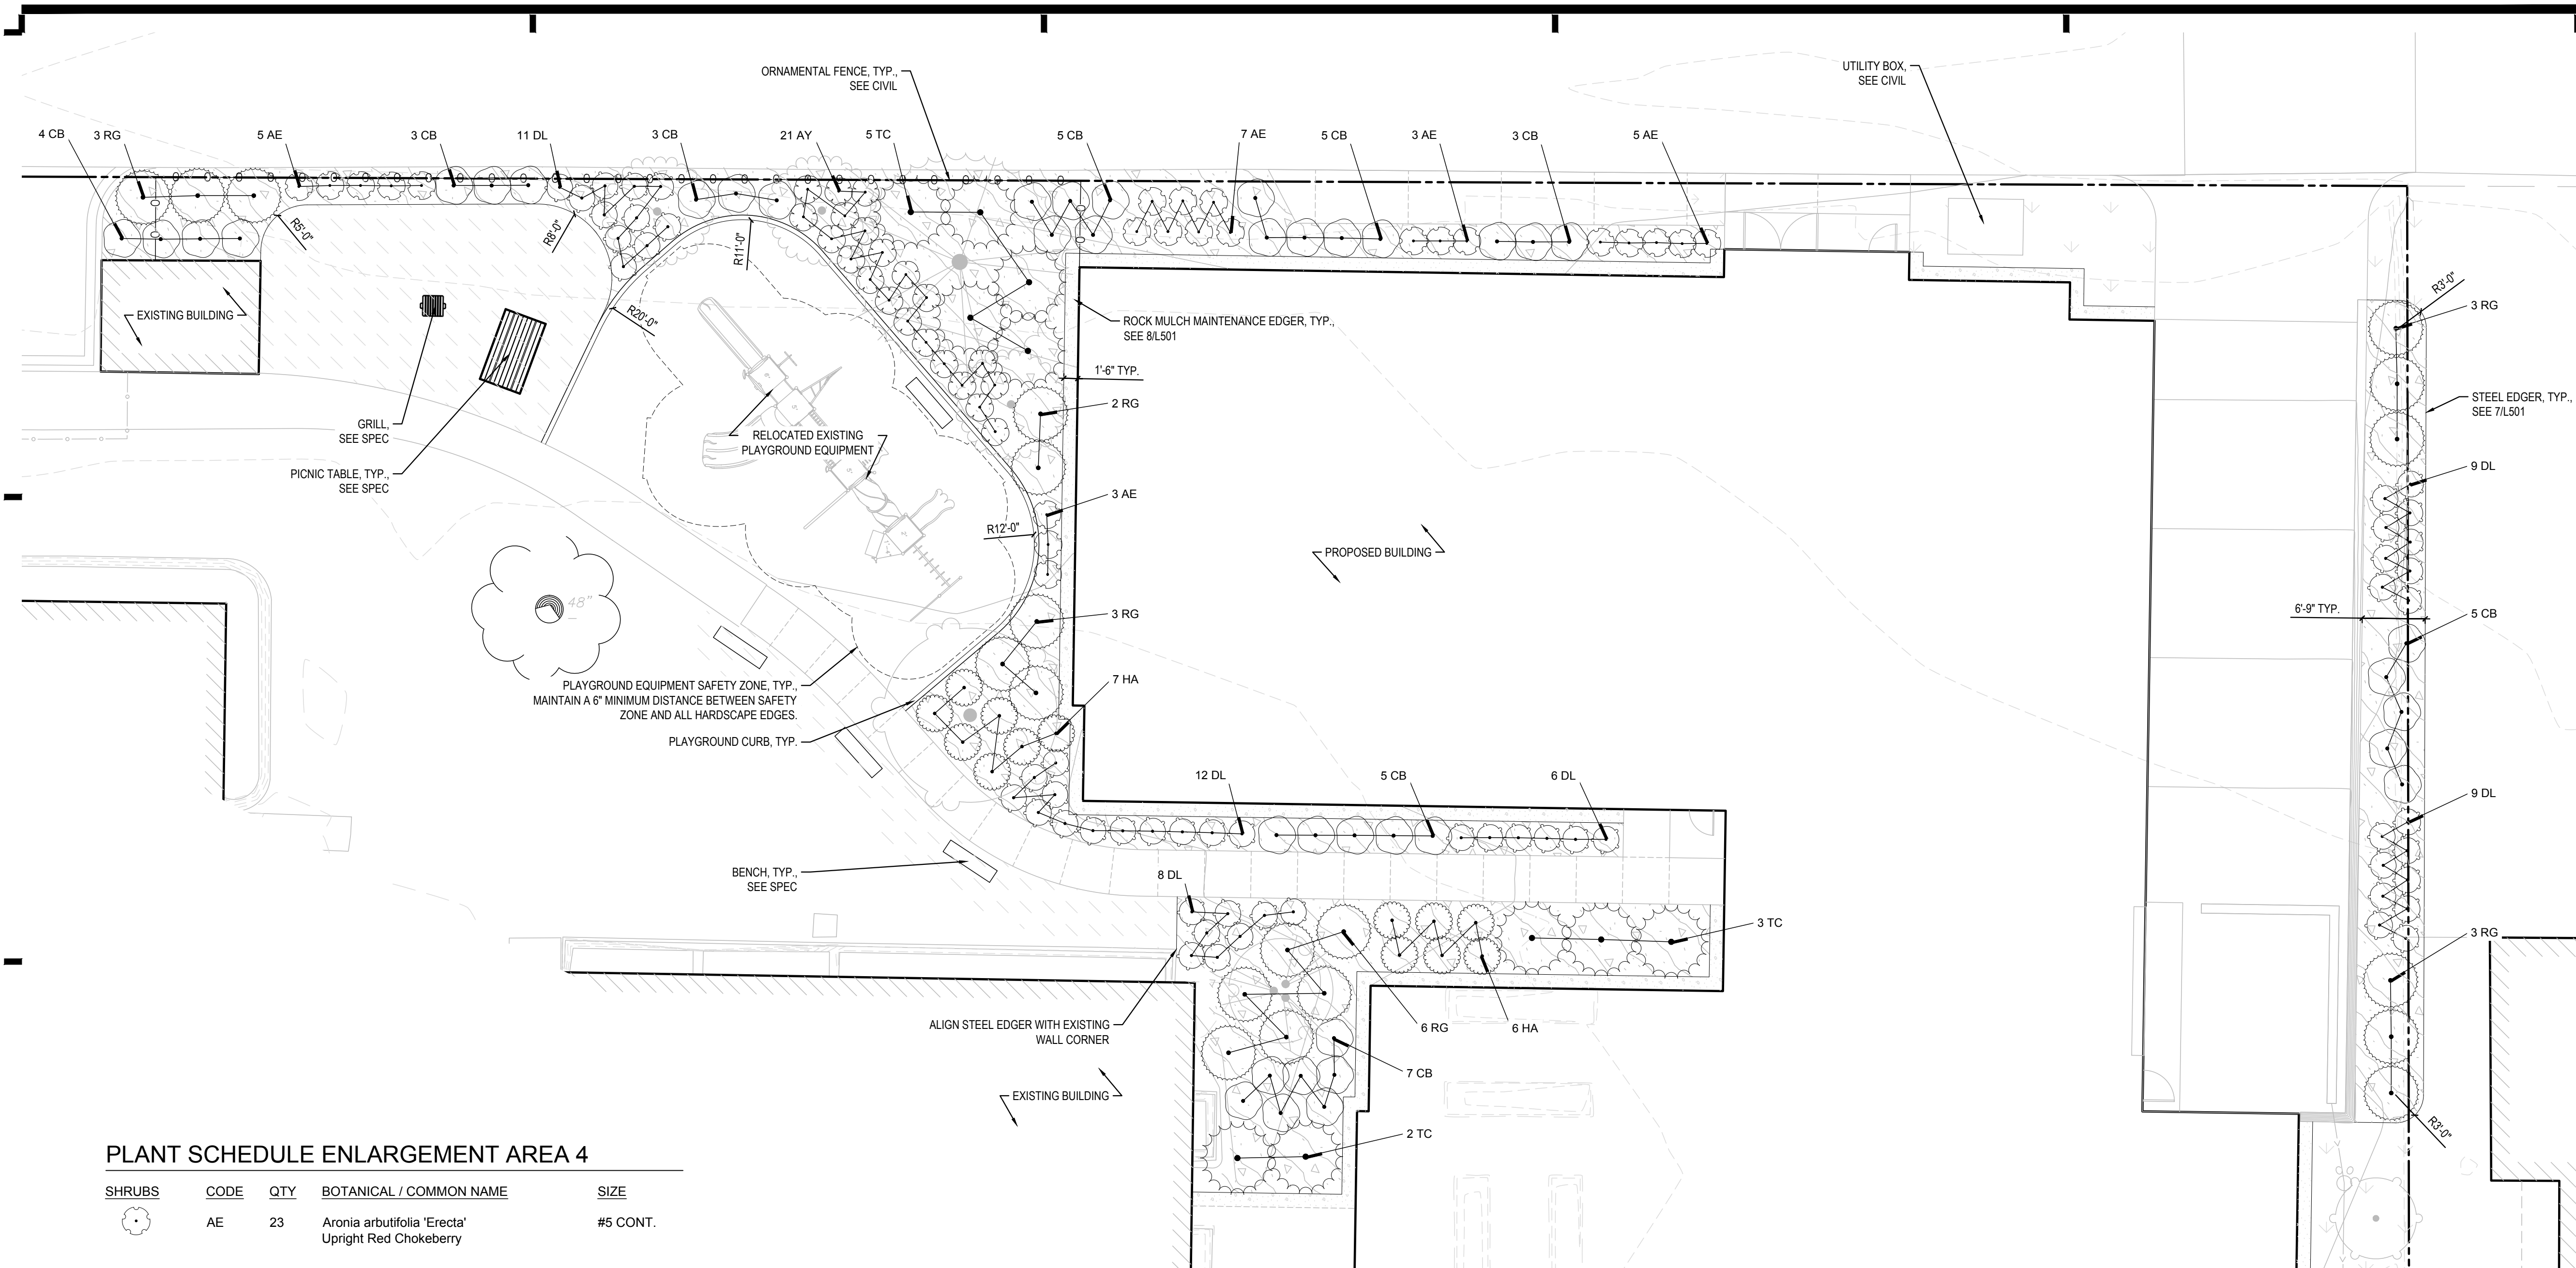 ORNAMENTAL FENCE, TYP.,
SEE CIVIL
UTILITY BOX,
SEE CIVIL
4 CB
3 RG
5 AE
3 CB
11 DL
3 CB
21 AY
5 TC
5 CB
7 AE
5 CB
3 AE
3 CB
5 AE
R5'-0"
R8'-0"
R11'-0"
R20'-0"
EXISTING BUILDING
ROCK MULCH MAINTENANCE EDGER, TYP.,
SEE 8/L501
1'-6" TYP.
2 RG
GRILL,
SEE SPEC
PICNIC TABLE, TYP.,
SEE SPEC
RELOCATED EXISTING
PLAYGROUND EQUIPMENT
3 AE
R12'-0"
PROPOSED BUILDING
48"
3 RG
7 HA
PLAYGROUND EQUIPMENT SAFETY ZONE, TYP.,
MAINTAIN A 6" MINIMUM DISTANCE BETWEEN SAFETY
ZONE AND ALL HARDSCAPE EDGES.
PLAYGROUND CURB, TYP.
R3'-0"
3 RG
STEEL EDGER, TYP.,
SEE 7/L501
9 DL
6'-9" TYP.
5 CB
9 DL
3 RG
R3'-0"
12 DL
5 CB
6 DL
BENCH, TYP.,
SEE SPEC
8 DL
3 TC
ALIGN STEEL EDGER WITH EXISTING
WALL CORNER
6 RG
6 HA
7 CB
EXISTING BUILDING
2 TC
PLANT SCHEDULE ENLARGEMENT AREA 4
SHRUBS CODE QTY BOTANICAL / COMMON NAME SIZE
AE 23 Aronia arbutifolia 'Erecta' #5 CONT.
Upright Red Chokeberry